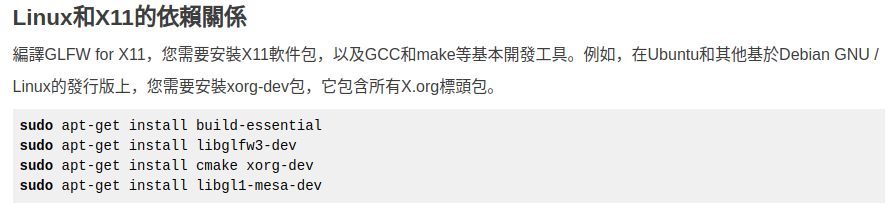 Linux和X11的依賴關係
編譯GLFW for X11，您需要安裝X11軟件包，以及GCC和make等基本開發工具。例如，在Ubuntu和其他基於Debian GNU /
Linux的發行版上，您需要安裝xorg-dev包，它包含所有X.org標頭包。
sudo apt-get install build-essential
sudo apt-get install libglfw3-dev
sudo apt-get install cmake xorg-dev
sudo apt-get install libgl1-mesa-dev